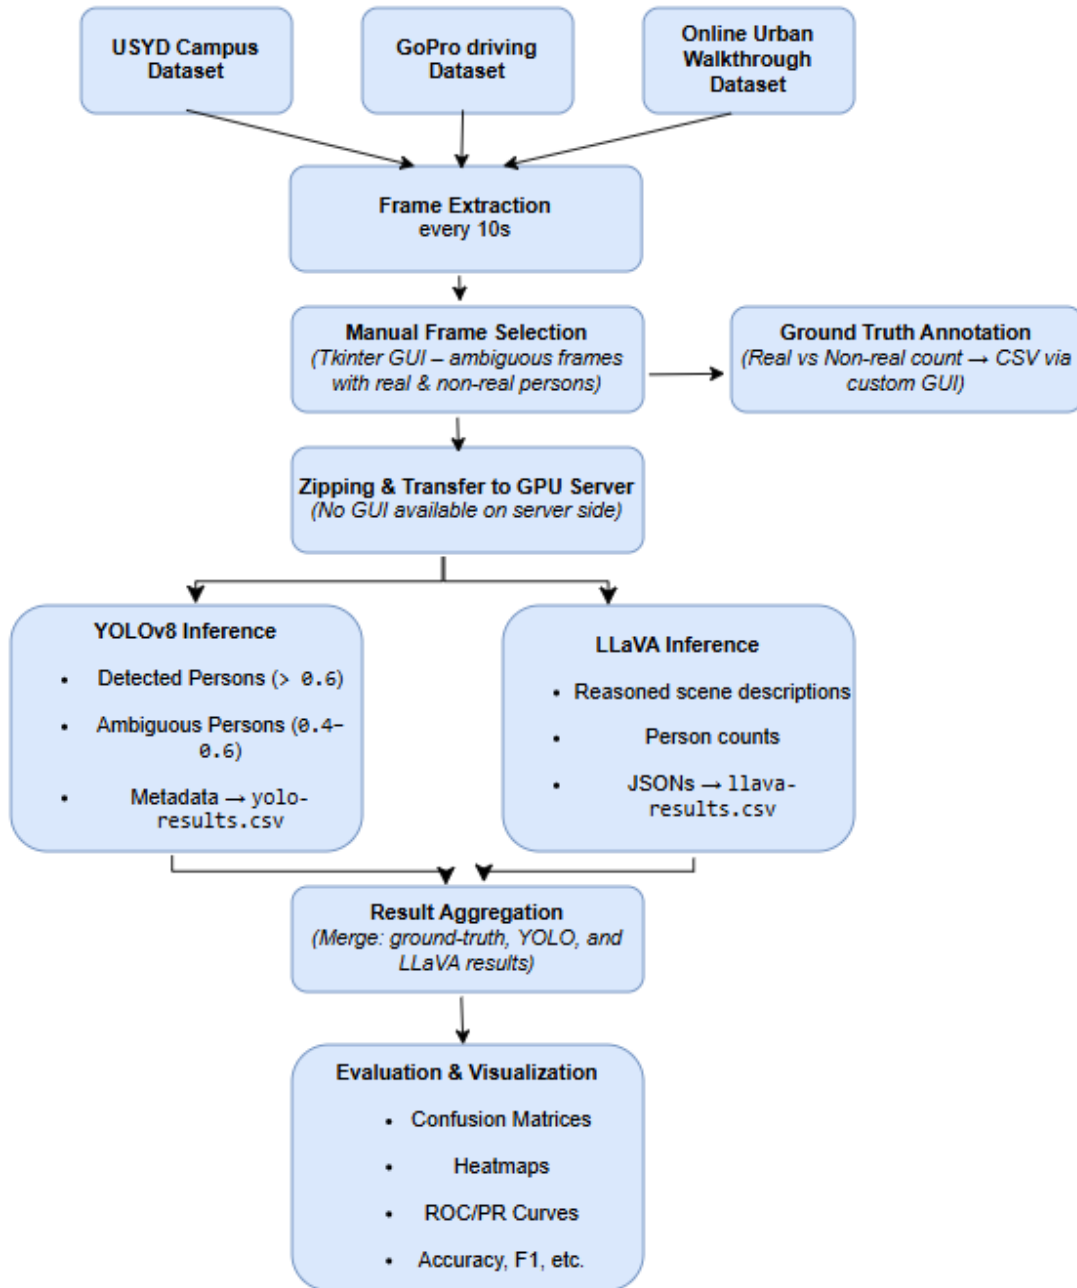 USYD Campus
Dataset
GoPro driving
Dataset
Online Urban
Walkthrough
Dataset
Frame Extraction
every 10s
Manual Frame Selection
(Tkinter GUI – ambiguous frames
with real & non-real persons)
Ground Truth Annotation
(Real vs Non-real count → CSV via
custom GUI)
Zipping & Transfer to GPU Server
(No GUI available on server side)
YOLOv8 Inference
• Detected Persons (> 0.6)
• Ambiguous Persons (0.4–
0.6)
• Metadata → yolo-
results.csv
LLaVA Inference
• Reasoned scene descriptions
• Person counts
• JSONs → llava-
results.csv
Result Aggregation
(Merge: ground-truth, YOLO, and
LLaVA results)
Evaluation & Visualization
• Confusion Matrices
• Heatmaps
• ROC/PR Curves
• Accuracy, F1, etc.